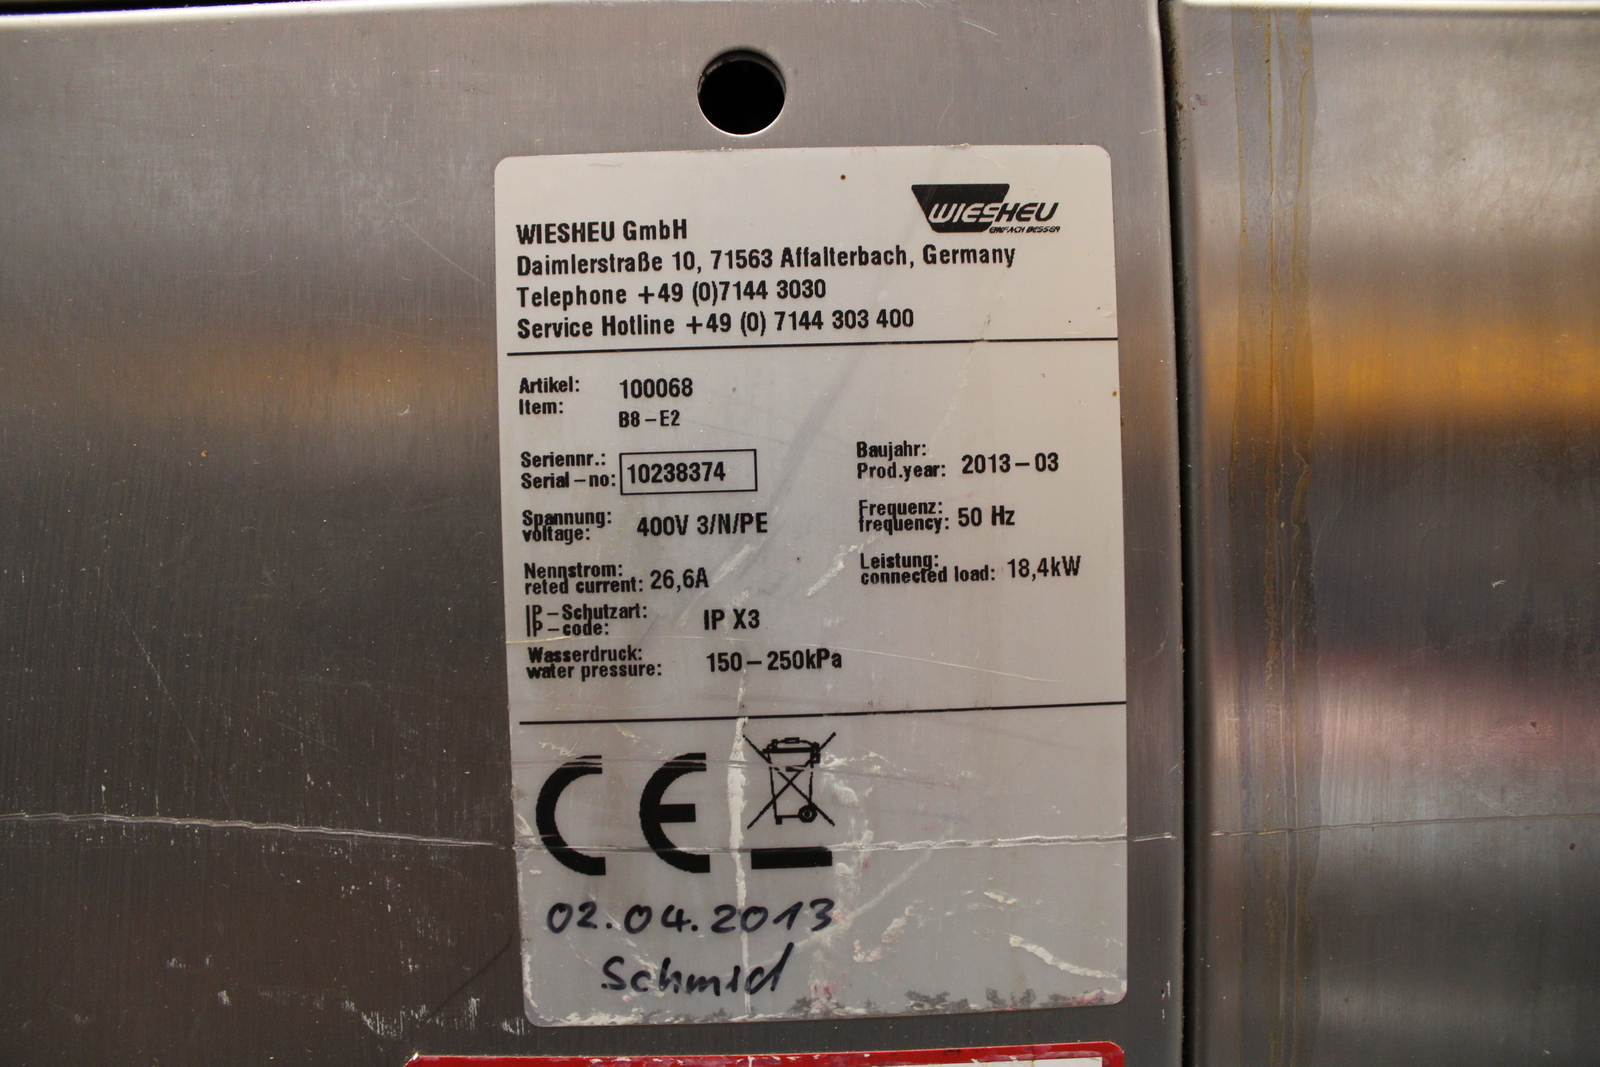 WIESHEU
EINFACH BESSER
WIESHEU GmbH
Daimlerstraße 10, 71563 Affalterbach, Germany
Telephone +49 (0)7144 3030
Service Hotline +49 (0) 7144 303 400
Artikel: 100068
Item: B8-E2
Seriennr.:
Serial-no: 10238374
Baujahr:
Prod.year: 2013-03
Spannung:
voltage: 400V 3/N/PE
Frequenz:
frequency: 50 Hz
Nennstrom:
reted current: 26,6A
Leistung:
connected load: 18,4kW
IP-Schutzart:
IP-code: IP X3
Wasserdruck:
water pressure: 150-250kPa
CE
02.04.2013
Schmid